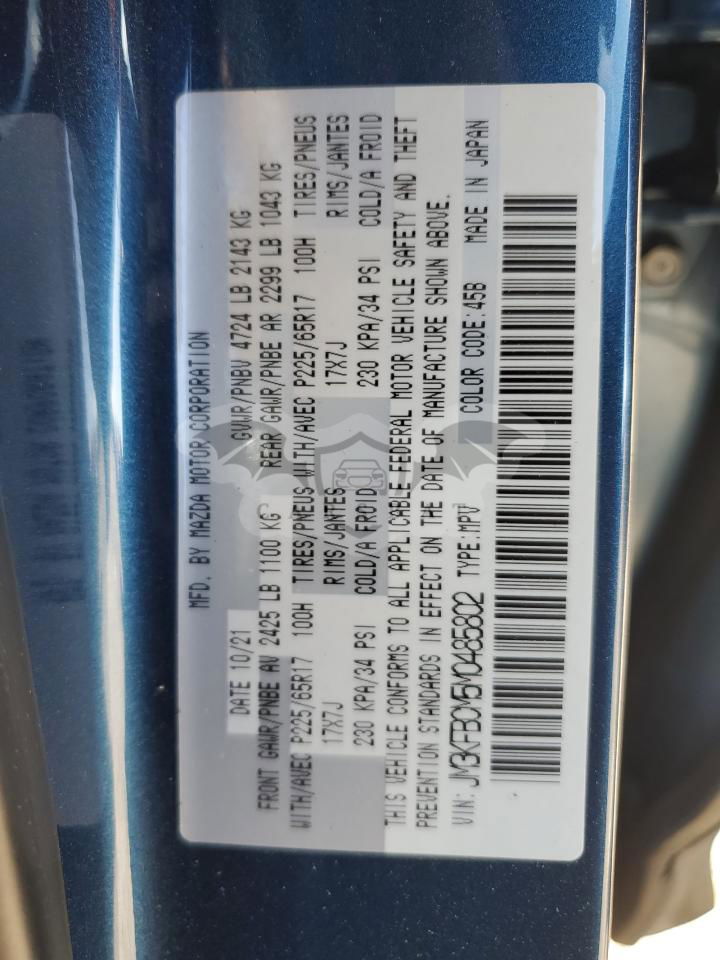 MFD. BY MAZDA MOTOR CORPORATION
DATE 10/21 GVWR/PNBV 4724 LB 2143 KG
FRONT GAWR/PNBE AV 2425 LB 1100 KG REAR GAWR/PNBE AR 2299 LB 1043 KG
WITH/AVEC P225/65R17 100H TIRES/PNEUS WITH/AVEC P225/65R17 100H TIRES/PNEUS
17X7J RIMS/JANTES 17X7J RIMS/JANTES
230 KPA/34 PSI COLD/A FROID 230 KPA/34 PSI COLD/A FROID
THIS VEHICLE CONFORMS TO ALL APPLICABLE FEDERAL MOTOR VEHICLE SAFETY AND THEFT
PREVENTION STANDARDS IN EFFECT ON THE DATE OF MANUFACTURE SHOWN ABOVE.
VIN: JM3KFBCM5M0485802 TYPE:MPV COLOR CODE:45B MADE IN JAPAN